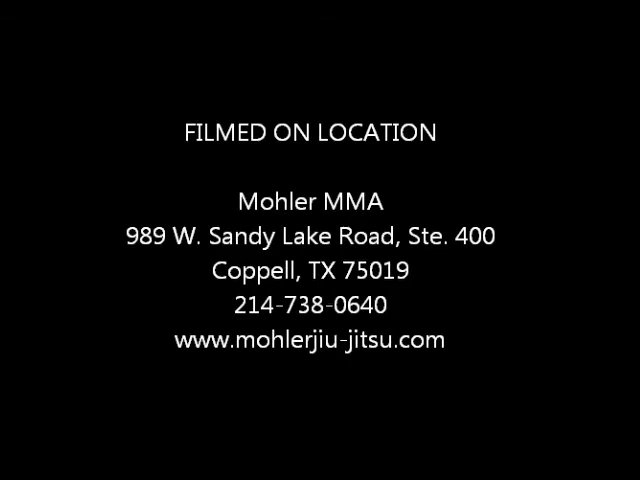 FILMED ON LOCATION
Mohler MMA
989 W. Sandy Lake Road, Ste. 400
Coppell, TX 75019
214-738-0640
www.mohlerjiu-jitsu.com